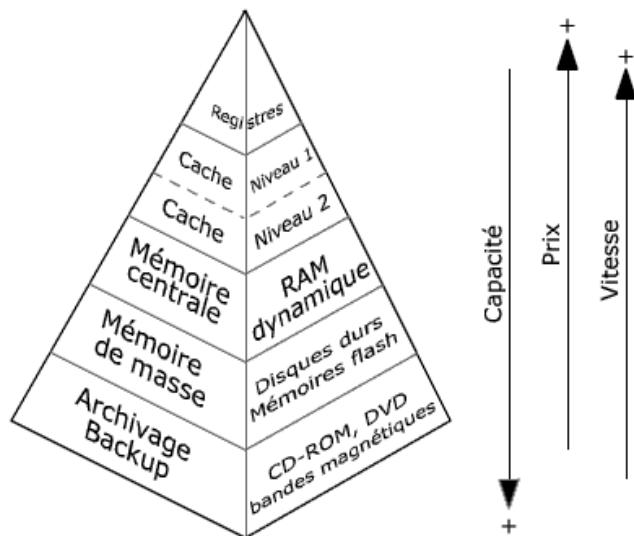 Registres
Cache
Niveau 1
Cache
Niveau 2
Mémoire
centrale
RAM
dynamique
Mémoire
de masse
Disques durs
Mémoires flash
Archivage
Backup
CD-ROM, DVD
bandes magnétiques
Capacité
+
Prix
+
Vitesse
+